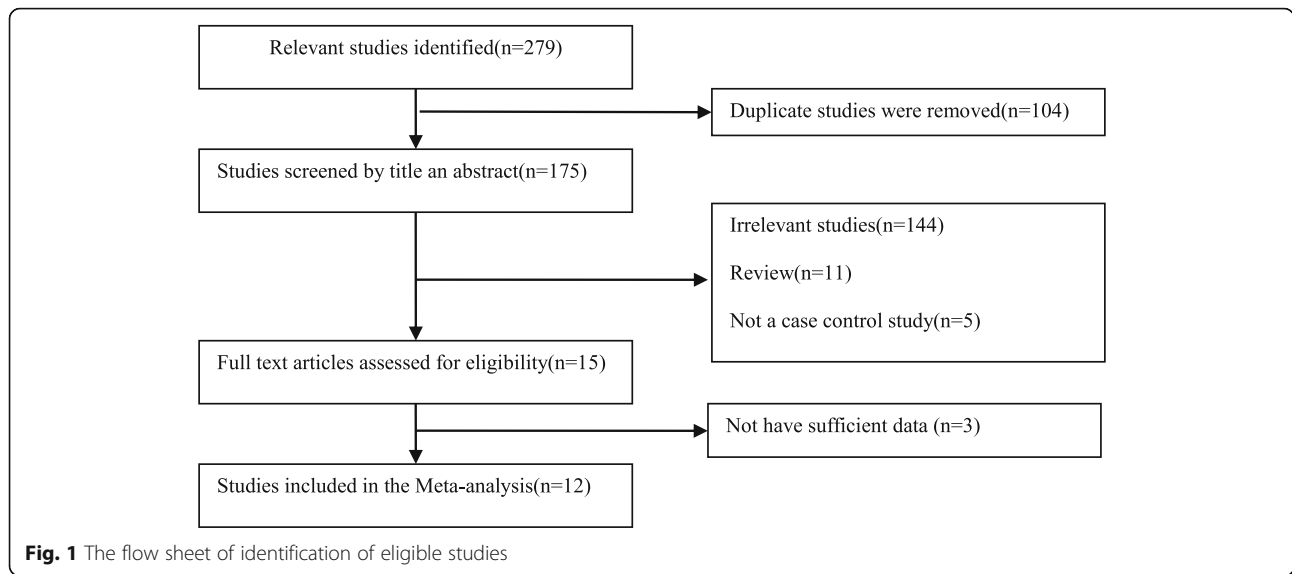 Relevant studies identified(n=279)
Duplicate studies were removed(n=104)
Studies screened by title an abstract(n=175)
Irrelevant studies(n=144)
Review(n=11)
Not a case control study(n=5)
Full text articles assessed for eligibility(n=15)
Not have sufficient data (n=3)
Studies included in the Meta-analysis(n=12)
Fig. 1 The flow sheet of identification of eligible studies